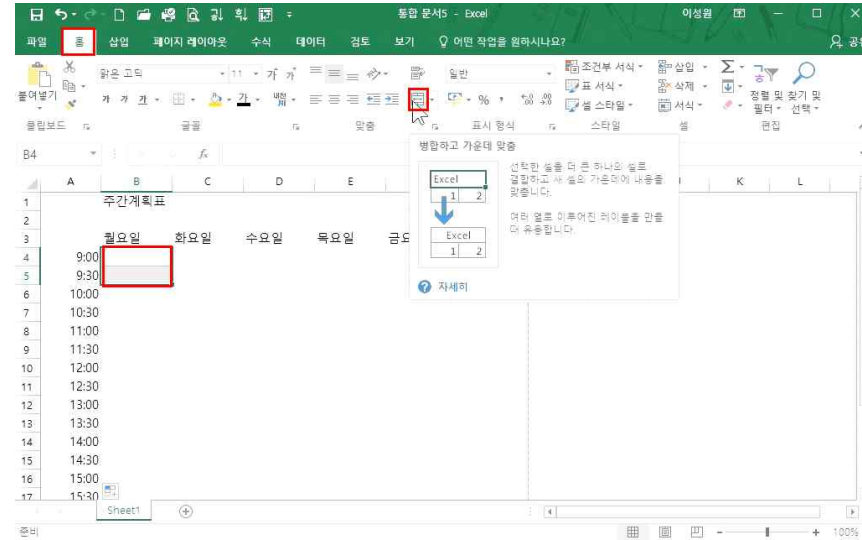 통합 문서5 - Excel 이성원
파일 홈 삽입 페이지 레이아웃 수식 데이터 검토 보기 어떤 작업을 원하시나요?
붙여넣기
맑은 고딕 11 가 가
가 가 가 가 내천
일반
% ,
조건부 서식
표 서식
셀 스타일
삽입
삭제
서식
정렬 및 필터
찾기 및 선택
클립보드 글꼴 맞춤 표시 형식 스타일 셀 편집
B4 fx
병합하고 가운데 맞춤
Excel
1 2
Excel
1 2
선택한 셀을 더 큰 하나의 셀로
결합하고 새 셀의 가운데에 내용을
맞춥니다.
여러 열로 이루어진 레이블을 만들
때 유용합니다.
자세히
A B C D E K L
1 주간계획표
2
3 월요일 화요일 수요일 목요일
4 9:00
5 9:30
6 10:00
7 10:30
8 11:00
9 11:30
10 12:00
11 12:30
12 13:00
13 13:30
14 14:00
15 14:30
16 15:00
17 15:30
Sheet1
준비 100%